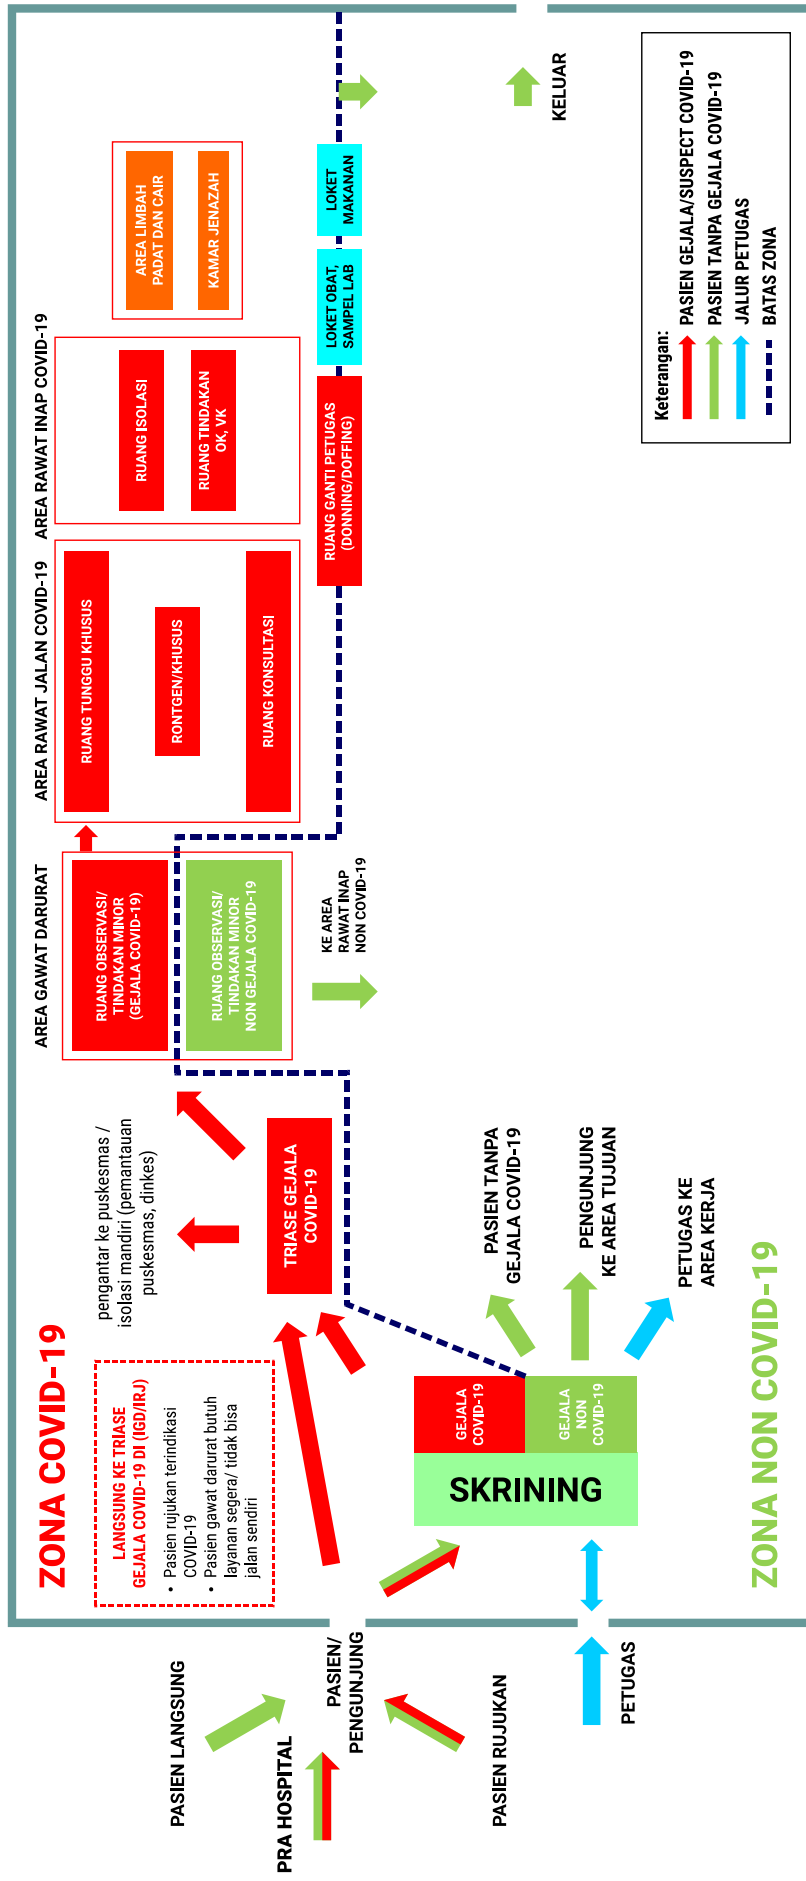 PASIEN LANGSUNG
PRA HOSPITAL
PASIEN/
PENGUNJUNG
PASIEN RUJUKAN
PETUGAS
ZONA COVID-19
LANGSUNG KE TRIASE
GEJALA COVID-19 DI (IGD/IRJ)
• Pasien rujukan terindikasi
COVID-19
• Pasien gawat darurat butuh
layanan segera/ tidak bisa
jalan sendiri
SKRINING
GEJALA
COVID-19
GEJALA
NON
COVID-19
pengantar ke puskesmas /
isolasi mandiri (pemantauan
puskesmas, dinkes)
TRIASE GEJALA
COVID-19
PASIEN TANPA
GEJALA COVID-19
PENGUNJUNG
KE AREA TUJUAN
PETUGAS KE
AREA KERJA
ZONA NON COVID-19
AREA GAWAT DARURAT
RUANG OBSERVASI/
TINDAKAN MINOR
(GEJALA COVID-19)
RUANG OBSERVASI/
TINDAKAN MINOR
NON GEJALA COVID-19
KE AREA
RAWAT INAP
NON COVID-19
AREA RAWAT JALAN COVID-19
RUANG TUNGGU KHUSUS
RONTGEN/KHUSUS
RUANG KONSULTASI
AREA RAWAT INAP COVID-19
RUANG ISOLASI
RUANG TINDAKAN
OK, VK
AREA LIMBAH
PADAT DAN CAIR
KAMAR JENAZAH
RUANG GANTI PETUGAS
(DONNING/DOFFING)
LOKET OBAT,
SAMPEL LAB
LOKET
MAKANAN
KELUAR
Keterangan:
PASIEN GEJALA/SUSPECT COVID-19
PASIEN TANPA GEJALA COVID-19
JALUR PETUGAS
BATAS ZONA